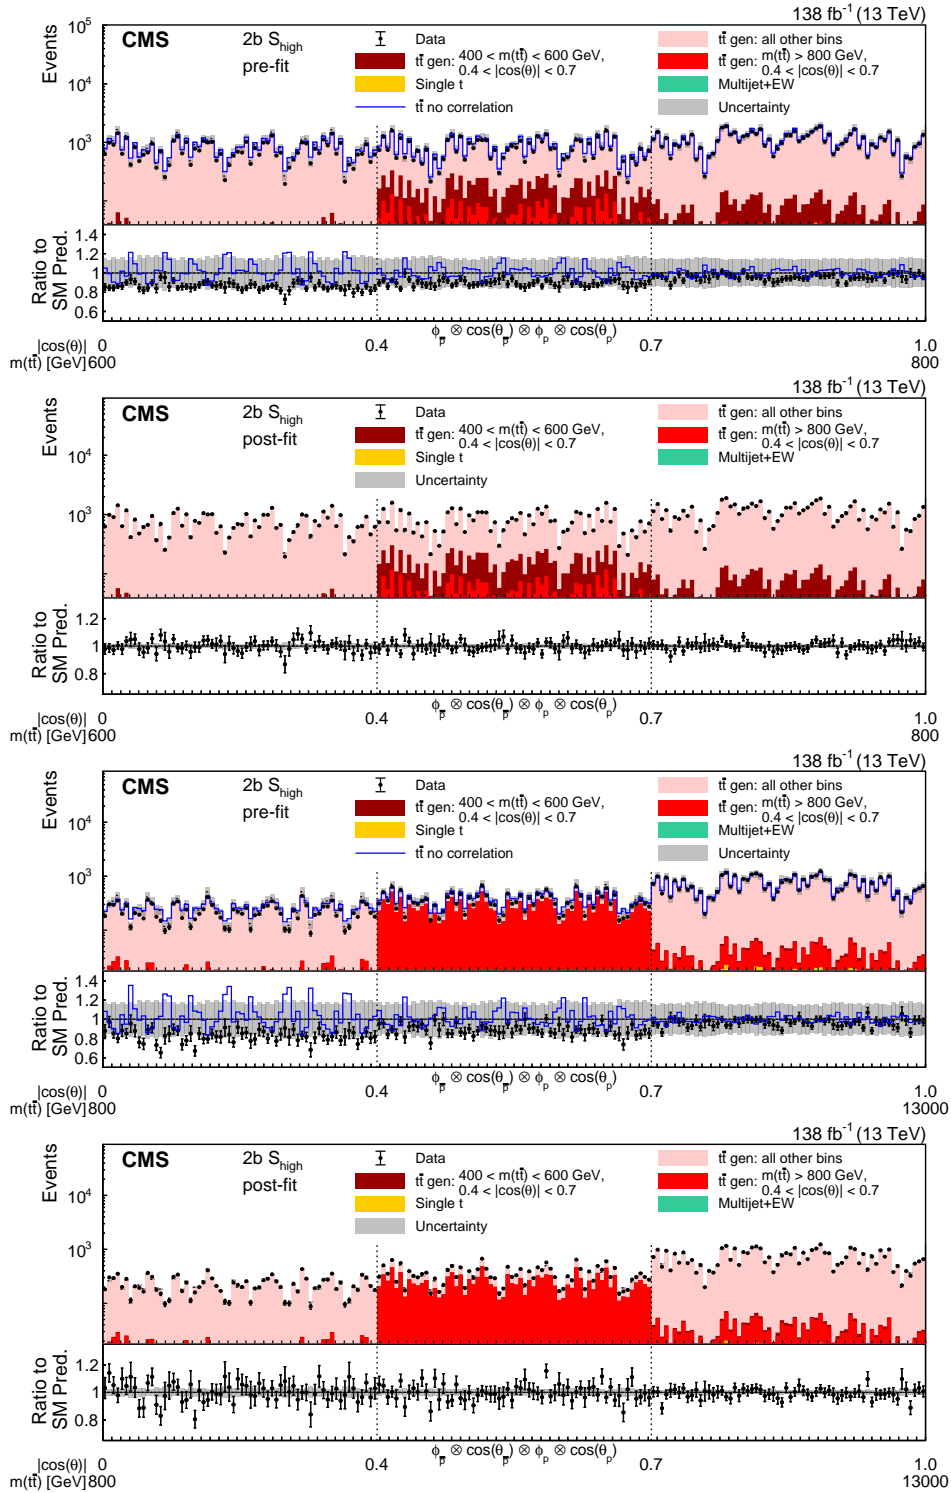 138 fb⁻¹ (13 TeV)
CMS 2b S_high pre-fit
Data
tt̄ gen: 400 < m(tt̄) < 600 GeV, 0.4 < |cos(θ)| < 0.7
Single t
tt̄ no correlation
tt̄ gen: all other bins
tt̄ gen: m(tt̄) > 800 GeV, 0.4 < |cos(θ)| < 0.7
Multijet+EW
Uncertainty
Events
10⁵
10⁴
10³
Ratio to SM Pred.
1.4
1.2
1
0.8
0.6
ϕ_p̄ ⊗ cos(θ_p̄) ⊗ ϕ_p ⊗ cos(θ_p)
|cos(θ)| 0 0.4 0.7 1.0
m(tt̄) [GeV] 600 800
138 fb⁻¹ (13 TeV)
CMS 2b S_high post-fit
Data
tt̄ gen: 400 < m(tt̄) < 600 GeV, 0.4 < |cos(θ)| < 0.7
Single t
Uncertainty
tt̄ gen: all other bins
tt̄ gen: m(tt̄) > 800 GeV, 0.4 < |cos(θ)| < 0.7
Multijet+EW
Events
10⁴
10³
Ratio to SM Pred.
1.2
1
0.8
ϕ_p̄ ⊗ cos(θ_p̄) ⊗ ϕ_p ⊗ cos(θ_p)
|cos(θ)| 0 0.4 0.7 1.0
m(tt̄) [GeV] 600 800
138 fb⁻¹ (13 TeV)
CMS 2b S_high pre-fit
Data
tt̄ gen: 400 < m(tt̄) < 600 GeV, 0.4 < |cos(θ)| < 0.7
Single t
tt̄ no correlation
tt̄ gen: all other bins
tt̄ gen: m(tt̄) > 800 GeV, 0.4 < |cos(θ)| < 0.7
Multijet+EW
Uncertainty
Events
10⁴
10³
Ratio to SM Pred.
1.4
1.2
1
0.8
0.6
ϕ_p̄ ⊗ cos(θ_p̄) ⊗ ϕ_p ⊗ cos(θ_p)
|cos(θ)| 0 0.4 0.7 1.0
m(tt̄) [GeV] 800 13000
138 fb⁻¹ (13 TeV)
CMS 2b S_high post-fit
Data
tt̄ gen: 400 < m(tt̄) < 600 GeV, 0.4 < |cos(θ)| < 0.7
Single t
Uncertainty
tt̄ gen: all other bins
tt̄ gen: m(tt̄) > 800 GeV, 0.4 < |cos(θ)| < 0.7
Multijet+EW
Events
10⁴
10³
Ratio to SM Pred.
1.2
1
0.8
ϕ_p̄ ⊗ cos(θ_p̄) ⊗ ϕ_p ⊗ cos(θ_p)
|cos(θ)| 0 0.4 0.7 1.0
m(tt̄) [GeV] 800 13000